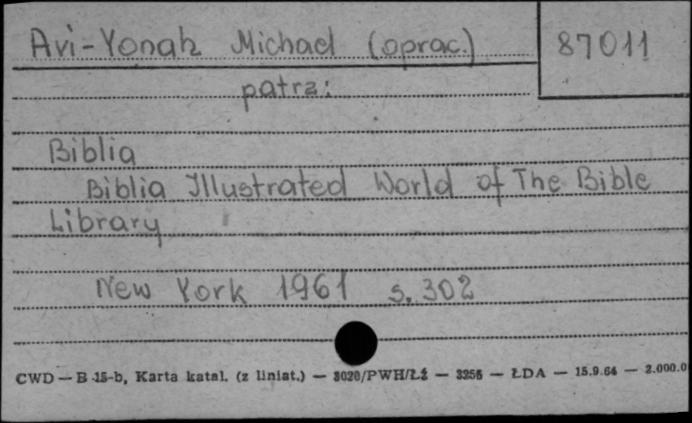 Avi-Yonah Michael (oprac.)
87011
patrz:
Biblia
Biblia Illustrated World of The Bible
Library
New York 1961 s. 302
CWD — B 15-b, Karta katal. (z liniat.) — 3020/PWH/Łż — 3256 — ŁDA — 15.9.64 — 2.000.0